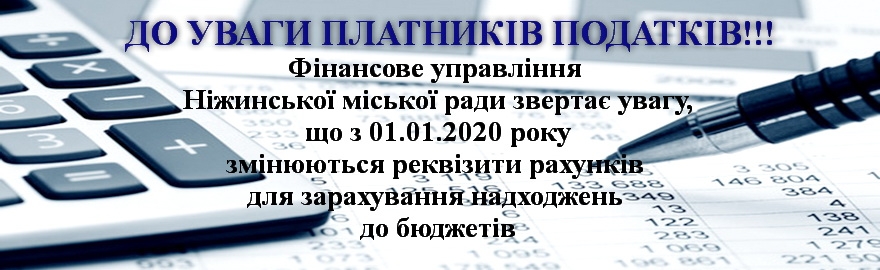 ДО УВАГИ ПЛАТНИКІВ ПОДАТКІВ!!!
Фінансове управління
Ніжинської міської ради звертає увагу,
що з 01.01.2020 року
змінюються реквізити рахунків
для зарахування надходжень
до бюджетів